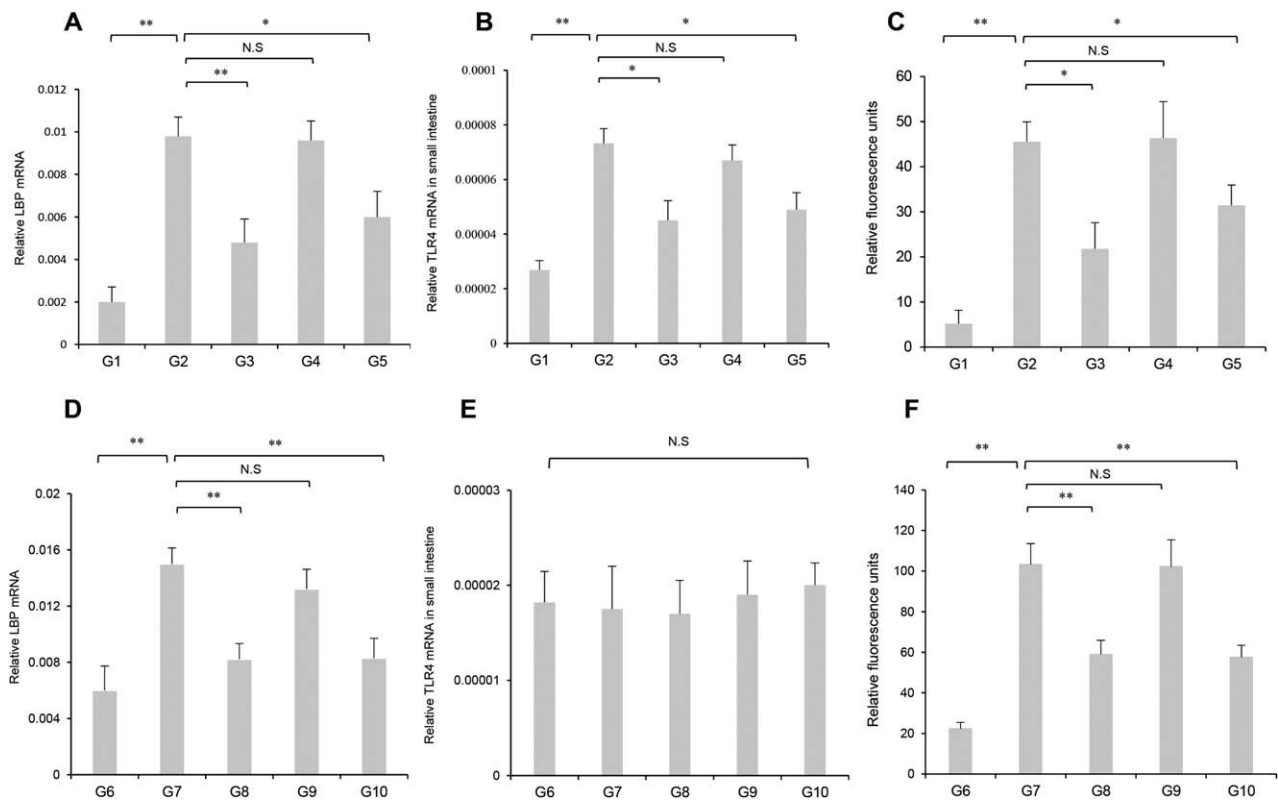 A
** *
N.S
**
Relative LBP mRNA
0.012
0.01
0.008
0.006
0.004
0.002
0
G1 G2 G3 G4 G5
B
** *
N.S
*
Relative TLR4 mRNA in small intestine
0.0001
0.00008
0.00006
0.00004
0.00002
0
G1 G2 G3 G4 G5
C
** *
N.S
*
Relative fluorescence units
60
50
40
30
20
10
0
G1 G2 G3 G4 G5
D
** **
N.S
**
Relative LBP mRNA
0.02
0.016
0.012
0.008
0.004
0
G6 G7 G8 G9 G10
E
N.S
Relative TLR4 mRNA in small intestine
0.00003
0.00002
0.00001
0
G6 G7 G8 G9 G10
F
** **
N.S
**
Relative fluorescence units
140
120
100
80
60
40
20
0
G6 G7 G8 G9 G10